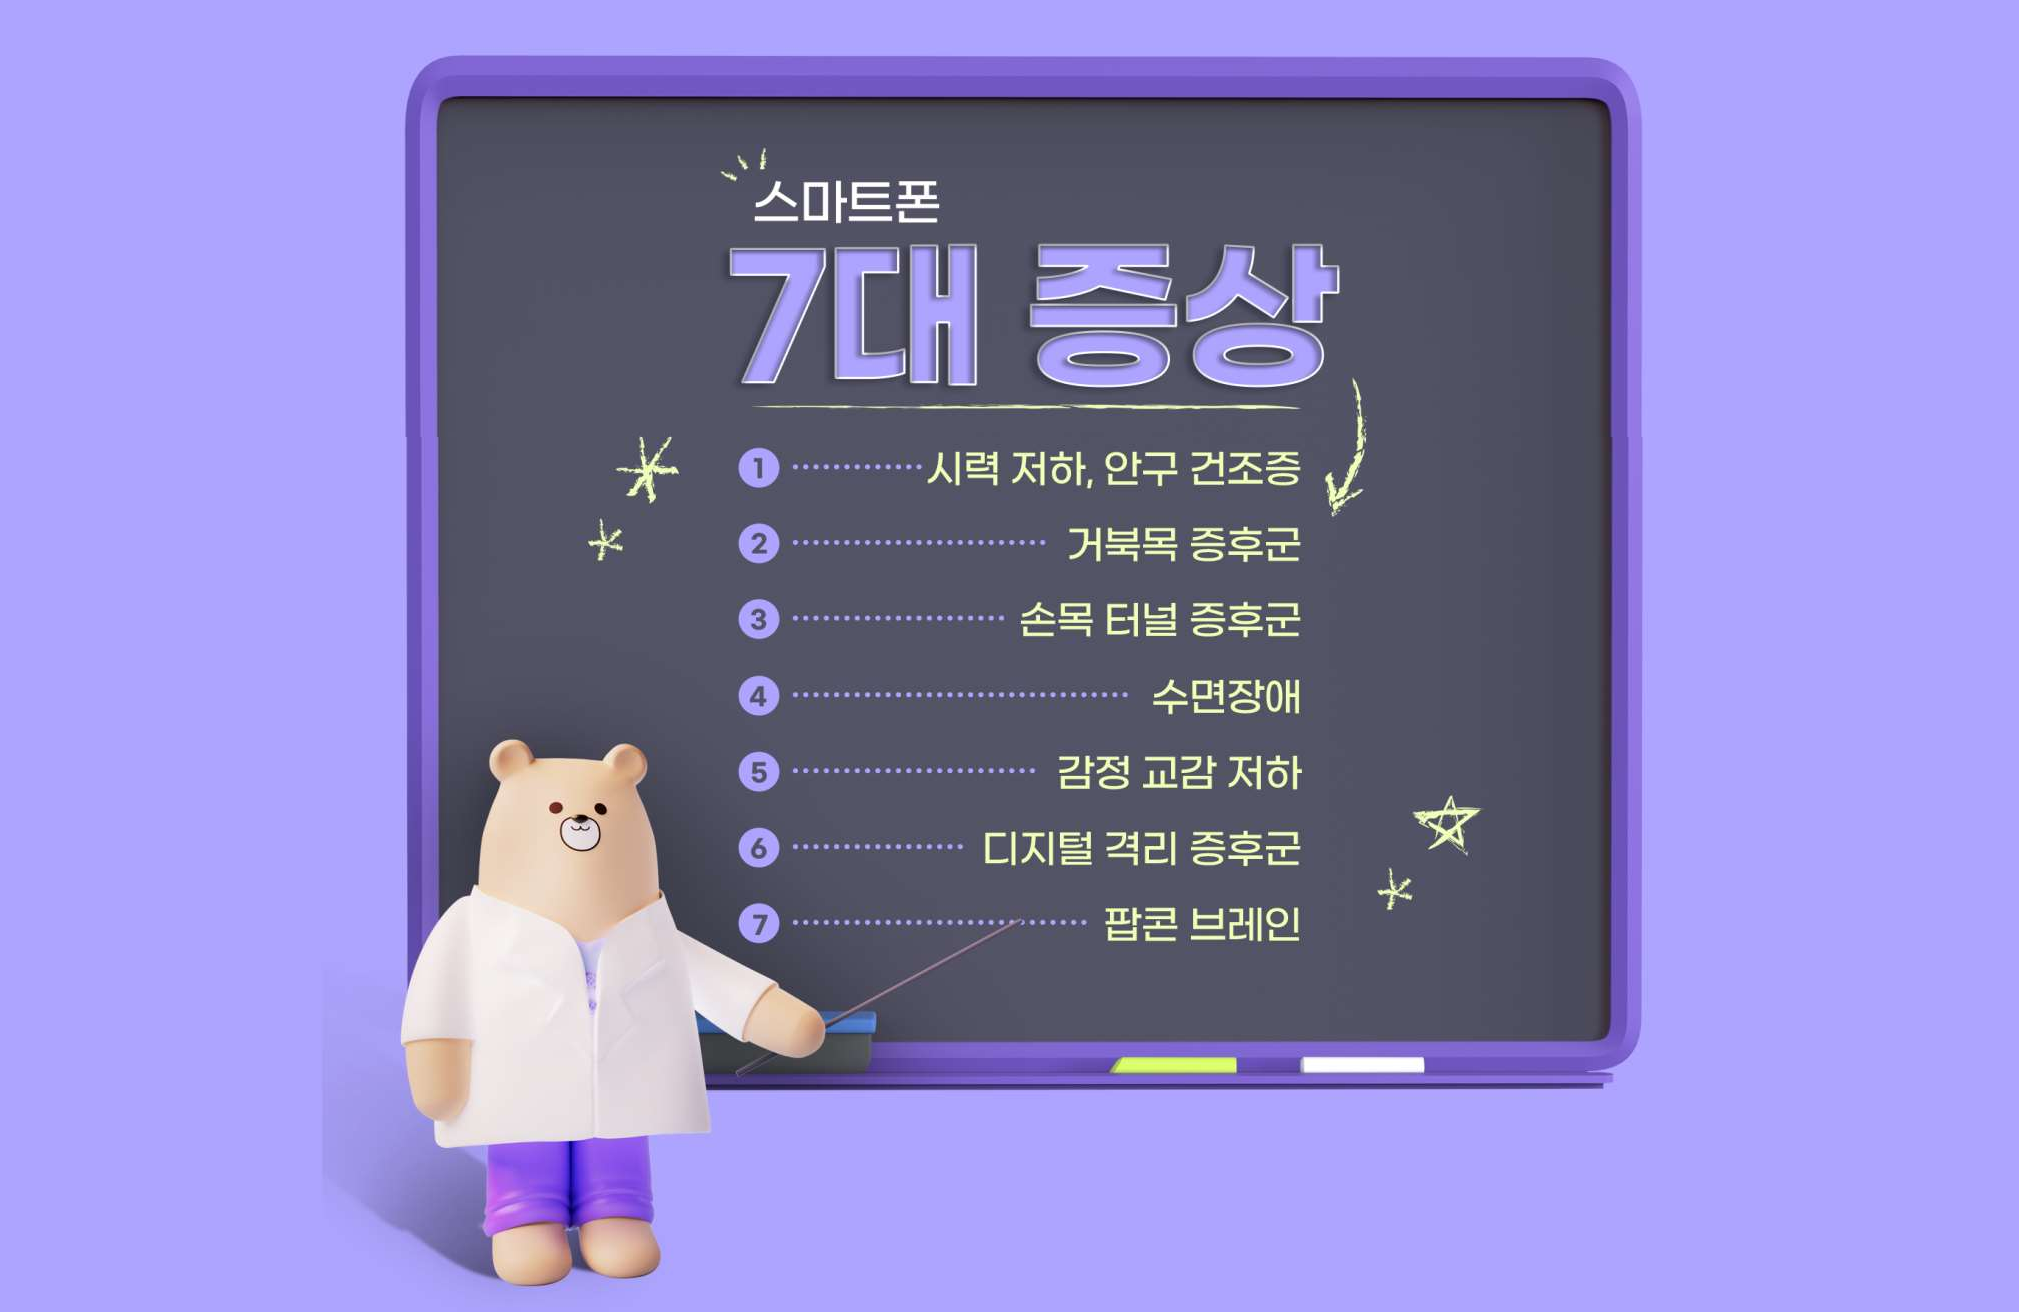 스마트폰
7대 증상
1 시력 저하, 안구 건조증
2 거북목 증후군
3 손목 터널 증후군
4 수면장애
5 감정 교감 저하
6 디지털 격리 증후군
7 팝콘 브레인